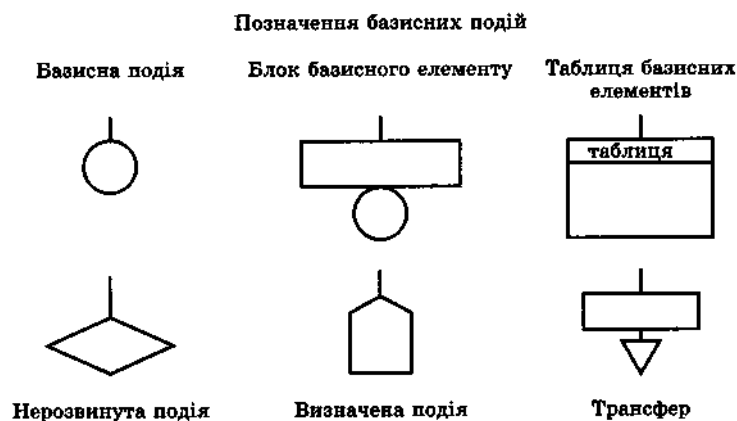 Позначення базисних подій
Базисна подія
Блок базисного елементу
Таблиця базисних
елементів
таблиця
Нерозвинута подія
Визначена подія
Трансфер